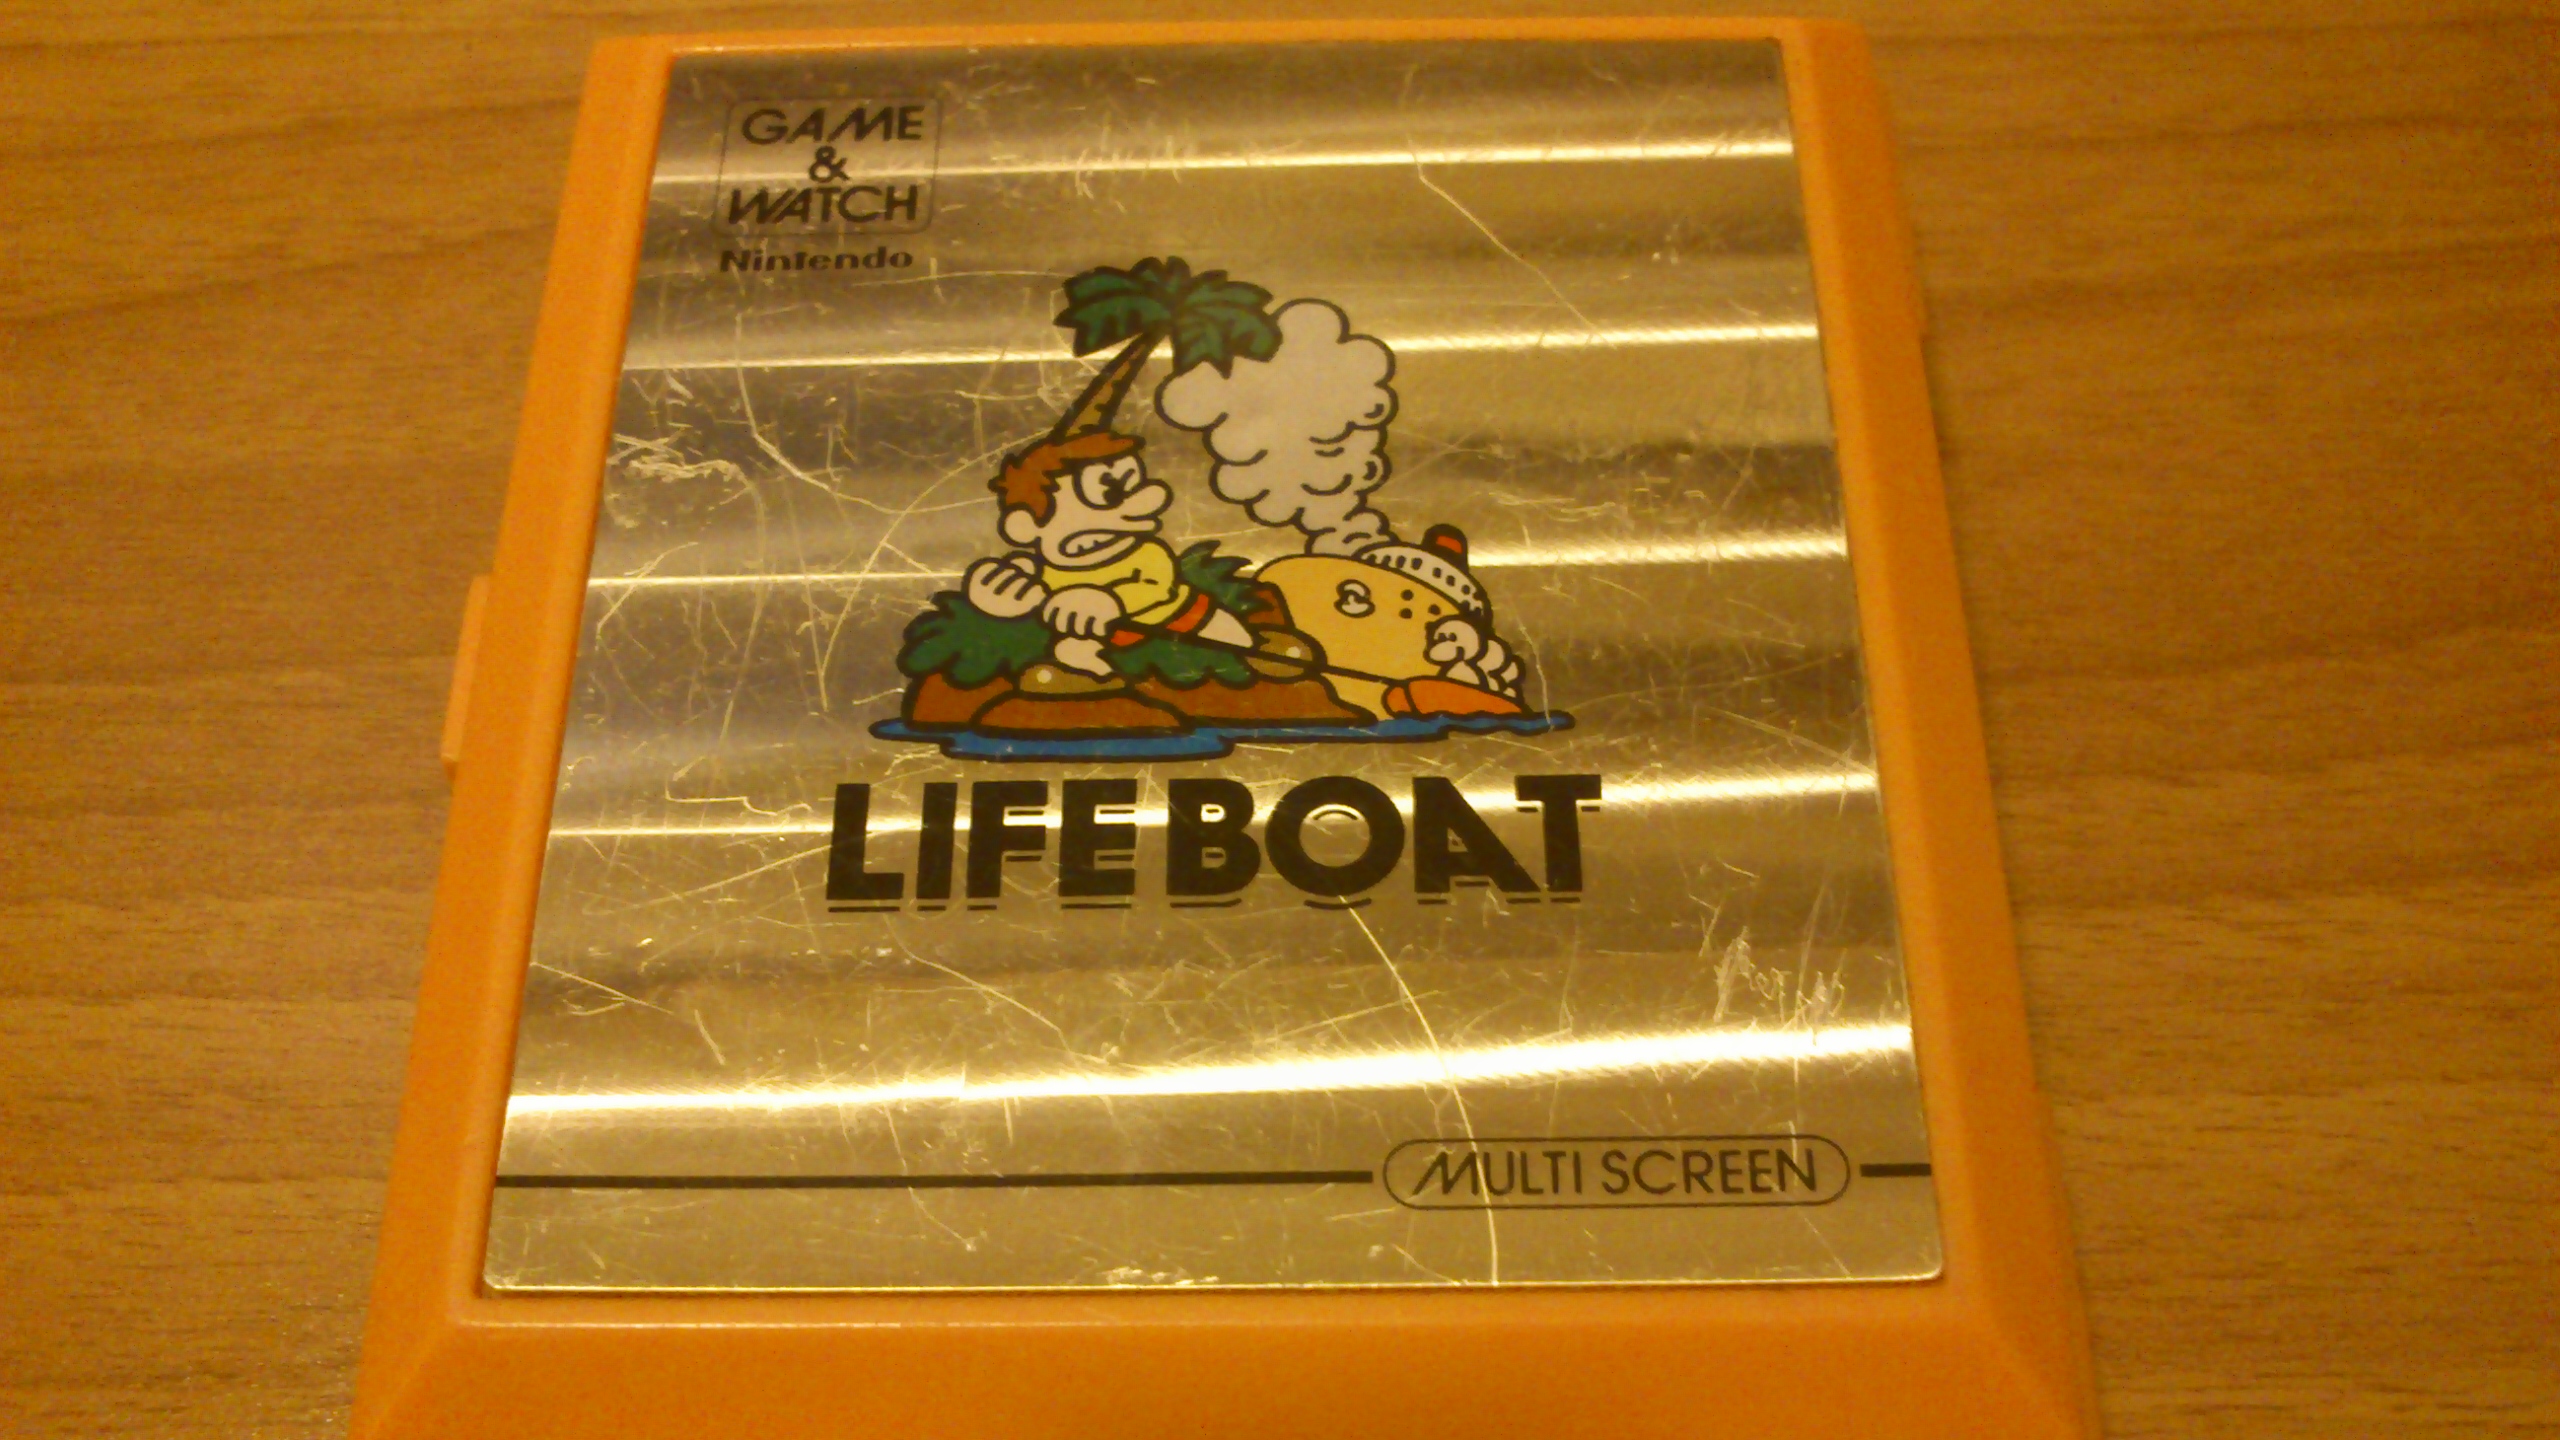 GAME
&
WATCH
Nintendo
LIFEBOAT
MULTI SCREEN